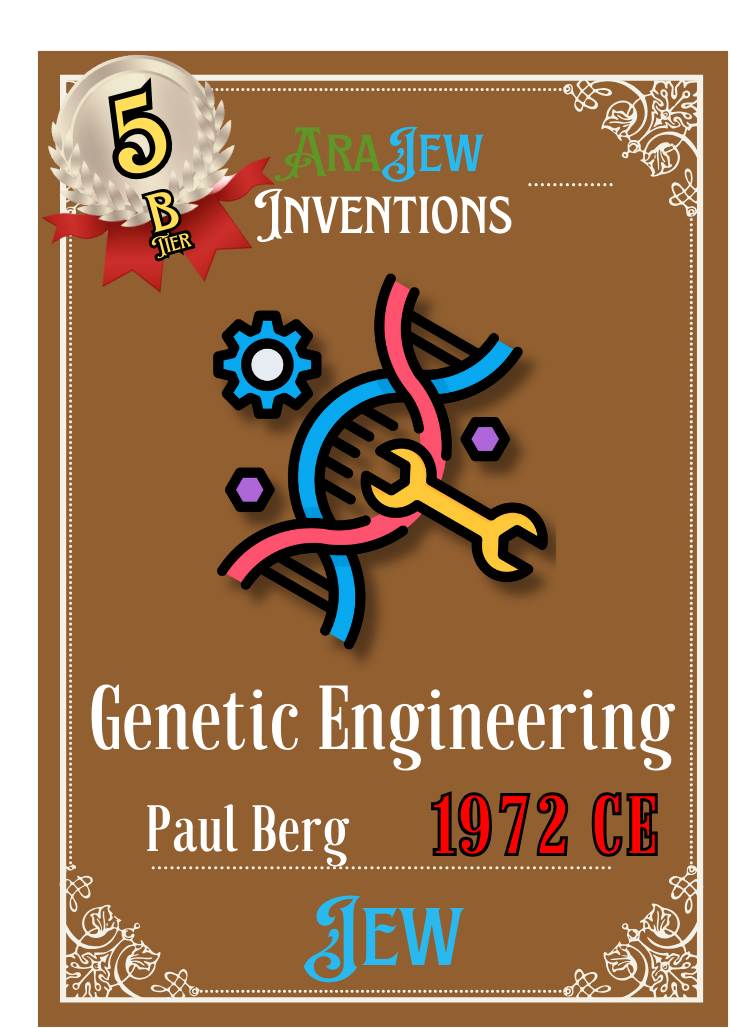 5
B
Tier
AraJew
Inventions
Genetic Engineering
Paul Berg 1972 CE
Jew